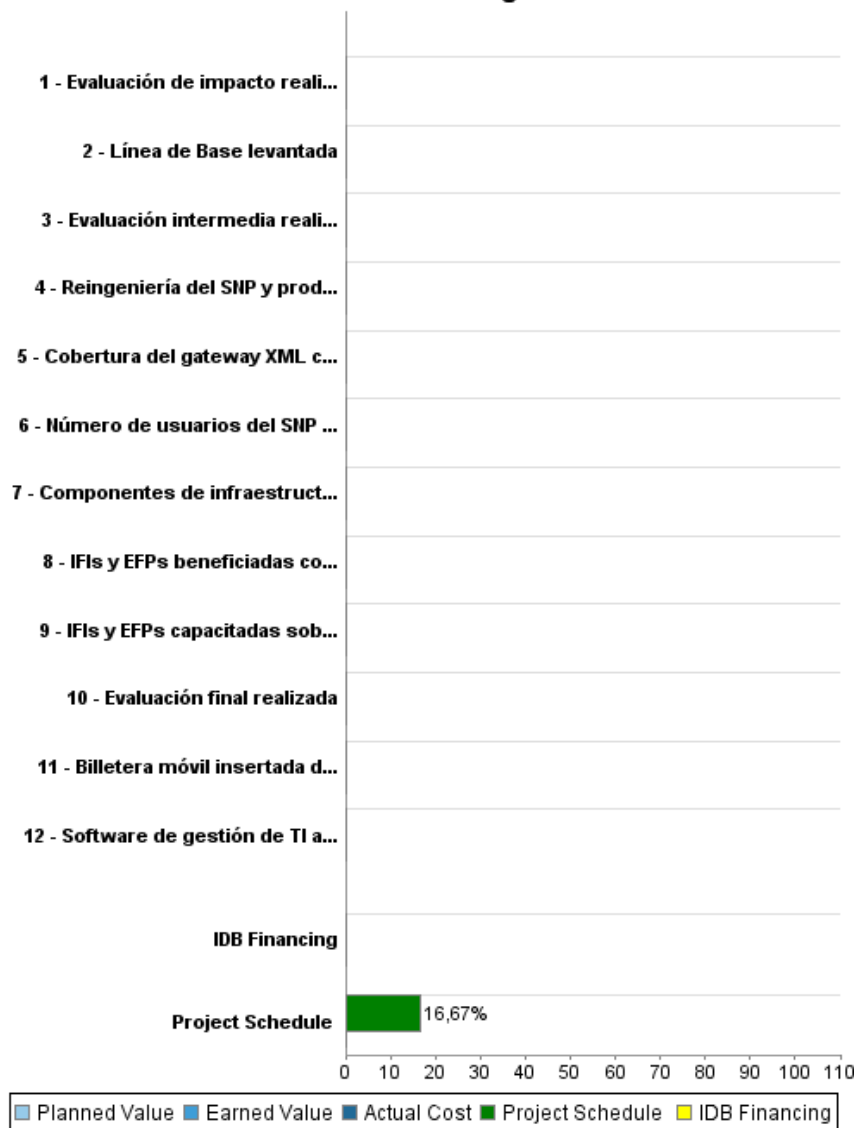 1 - Evaluación de impacto reali...
2 - Línea de Base levantada
3 - Evaluación intermedia reali...
4 - Reingeniería del SNP y prod...
5 - Cobertura del gateway XML c...
6 - Número de usuarios del SNP ...
7 - Componentes de infraestruct...
8 - IFIs y EFPs beneficiadas co...
9 - IFIs y EFPs capacitadas sob...
10 - Evaluación final realizada
11 - Billetera móvil insertada d...
12 - Software de gestión de TI a...
IDB Financing
Project Schedule 16,67%
0 10 20 30 40 50 60 70 80 90 100 110
Planned Value Earned Value Actual Cost Project Schedule IDB Financing